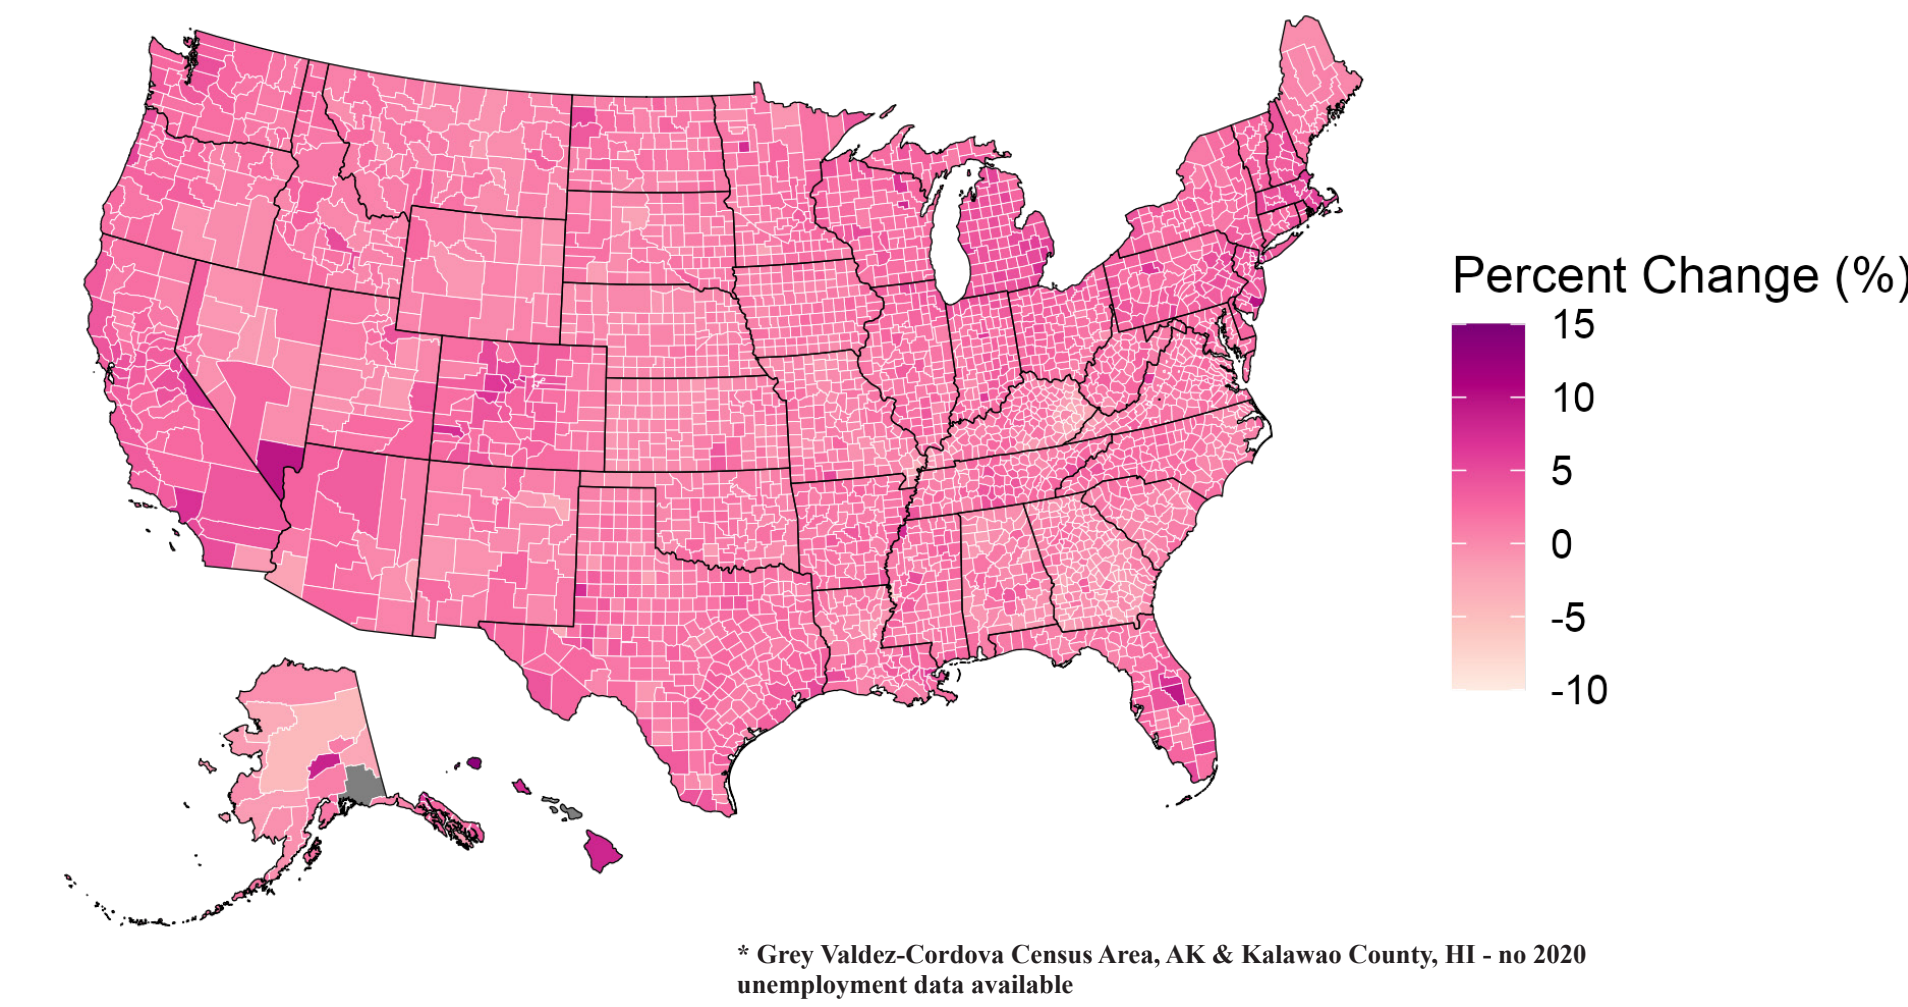 Percent Change (%)
15
10
5
0
-5
-10
* Grey Valdez-Cordova Census Area, AK & Kalawao County, HI - no 2020
unemployment data available